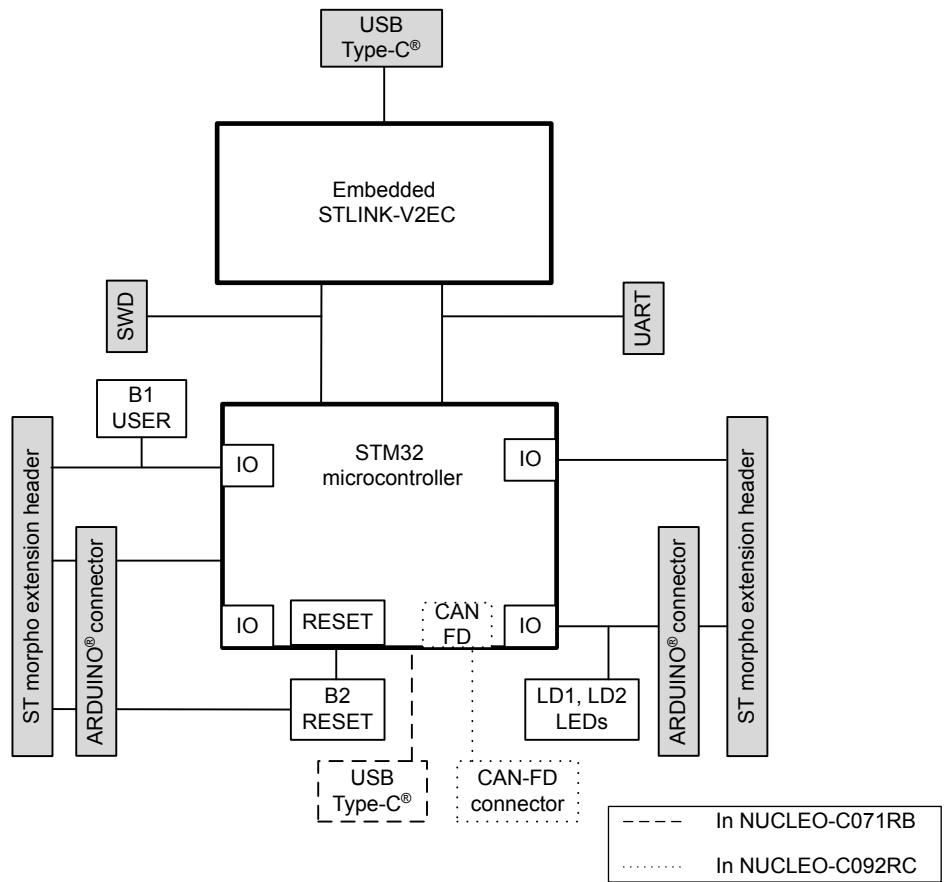 USB
Type-C®
Embedded
STLINK-V2EC
SWD
UART
B1
USER
STM32
microcontroller
IO
IO
ST morpho extension header
ARDUINO® connector
ARDUINO® connector
ST morpho extension header
IO
RESET
CAN
FD
IO
B2
RESET
LD1, LD2
LEDs
USB
Type-C®
CAN-FD
connector
In NUCLEO-C071RB
In NUCLEO-C092RC